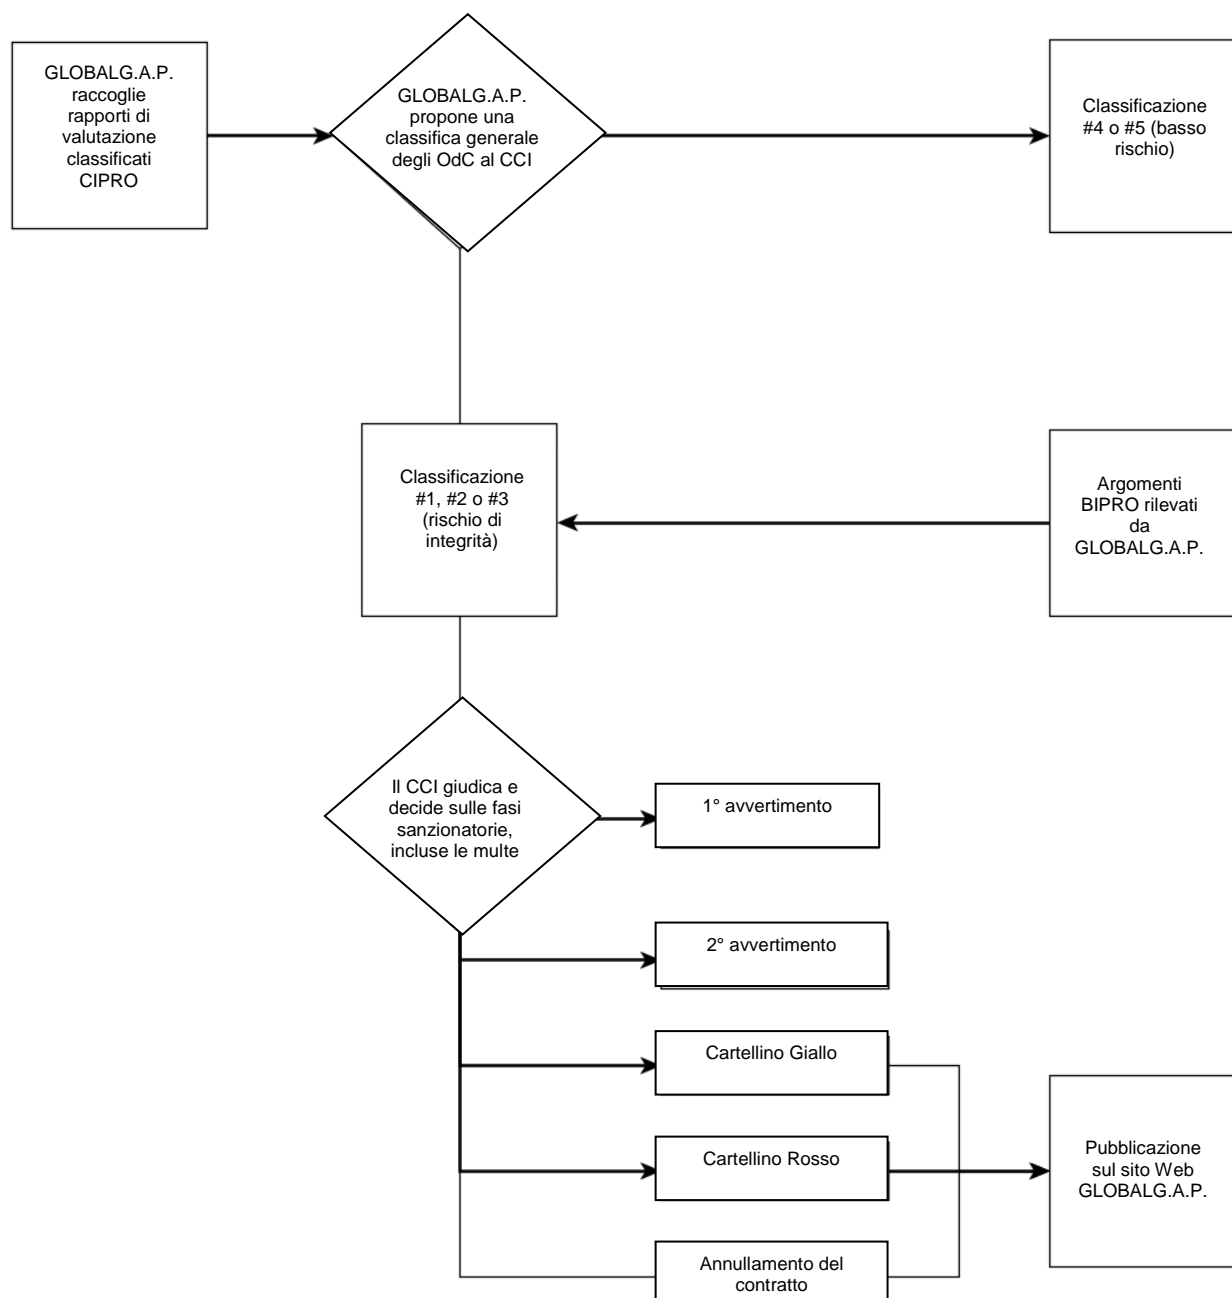 GLOBALG.A.P.
raccoglie
rapporti di
valutazione
classificati
CIPRO
GLOBALG.A.P.
propone una
classifica generale
degli OdC al CCI
Classificazione
#4 o #5 (basso
rischio)
Classificazione
#1, #2 o #3
(rischio di
integrità)
Argomenti
BIPRO rilevati
da
GLOBALG.A.P.
Il CCI giudica e
decide sulle fasi
sanzionatorie,
incluse le multe
1° avvertimento
2° avvertimento
Cartellino Giallo
Cartellino Rosso
Pubblicazione
sul sito Web
GLOBALG.A.P.
Annullamento del
contratto